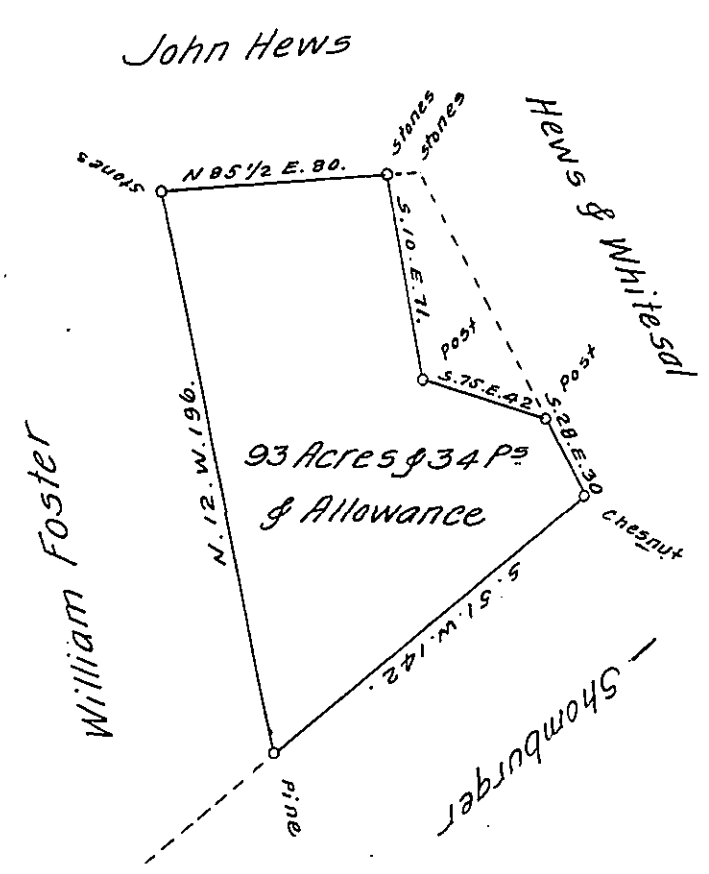 John Hews
stones
N 85 1/2 E. 80.
stones
stones
Hews & Whitesal
S. 10. E. 71.
post
S. 75. E. 42
post
S. 28. E. 30
chesnut
N. 12. W. 196.
93 Acres & 34 Ps
& Allowance
William Foster
S. 51. W. 142.
— Shomburger
Pine